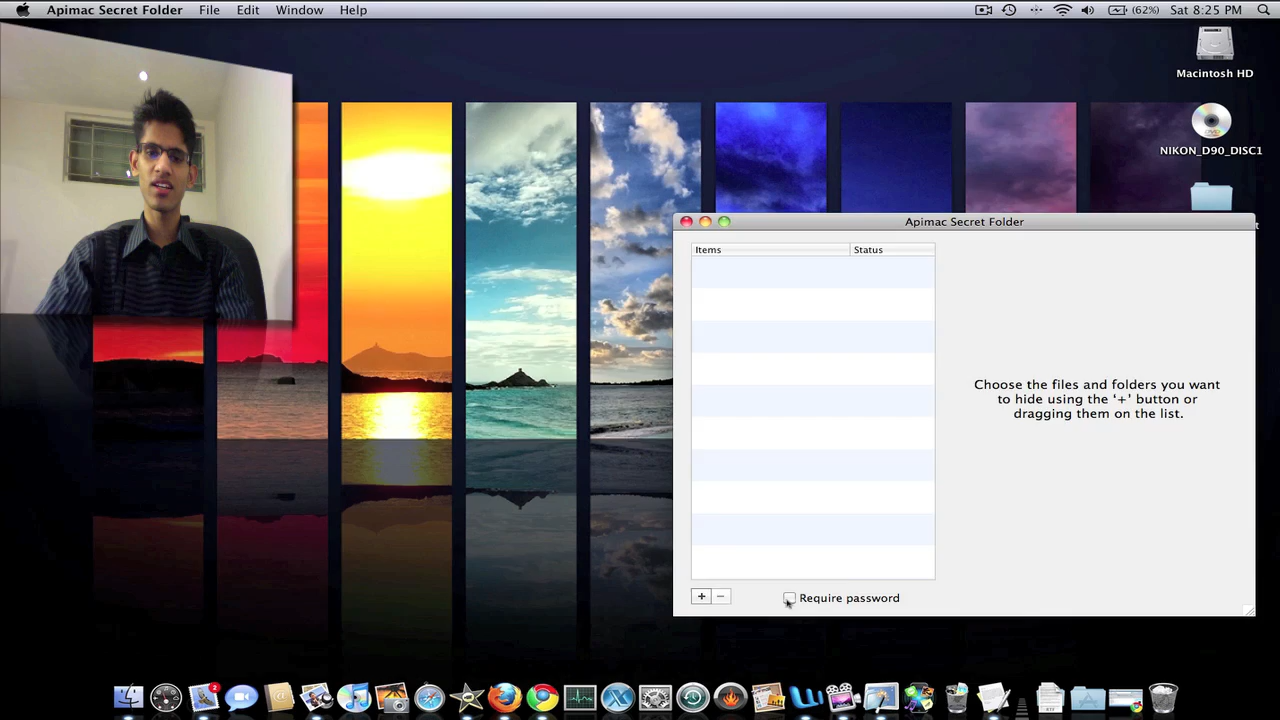 Apimac Secret Folder File Edit Window Help (62%) Sat 8:25 PM
Macintosh HD
NIKON_D90_DISC1
Apimac Secret Folder
Items Status
Choose the files and folders you want
to hide using the ‘+’ button or
dragging them on the list.
+ − Require password
2